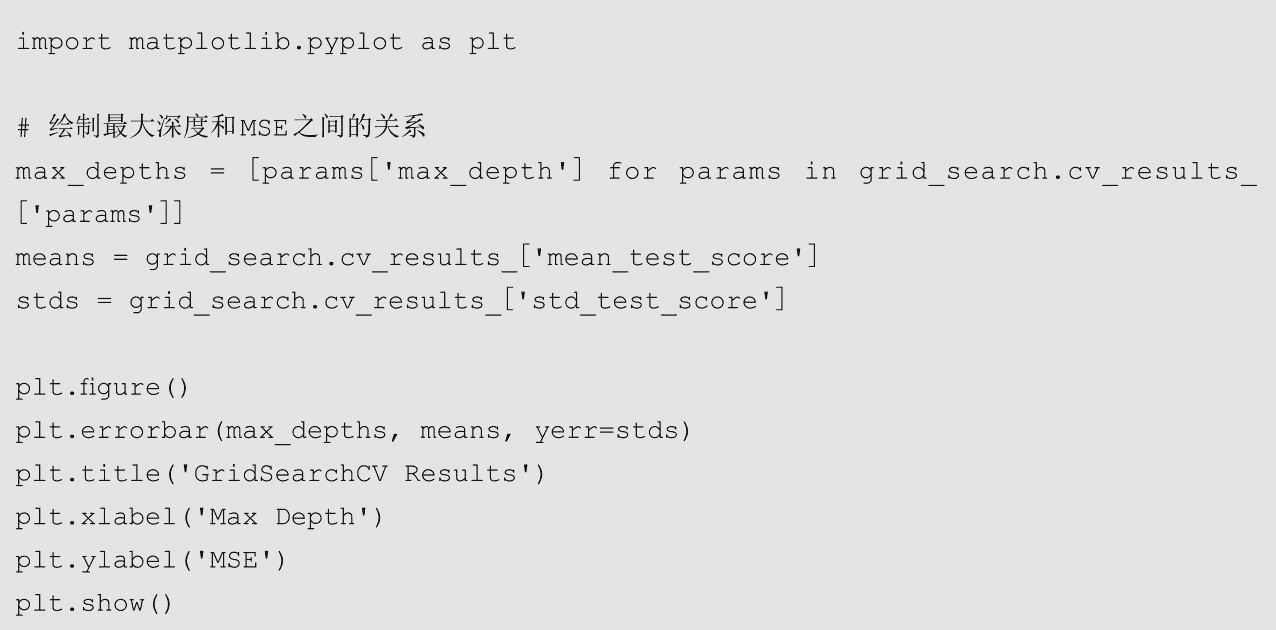 import matplotlib.pyplot as plt
# 绘制最大深度和MSE之间的关系
max_depths = [params['max_depth'] for params in grid_search.cv_results_
['params']]
means = grid_search.cv_results_['mean_test_score']
stds = grid_search.cv_results_['std_test_score']
plt.figure()
plt.errorbar(max_depths, means, yerr=stds)
plt.title('GridSearchCV Results')
plt.xlabel('Max Depth')
plt.ylabel('MSE')
plt.show()